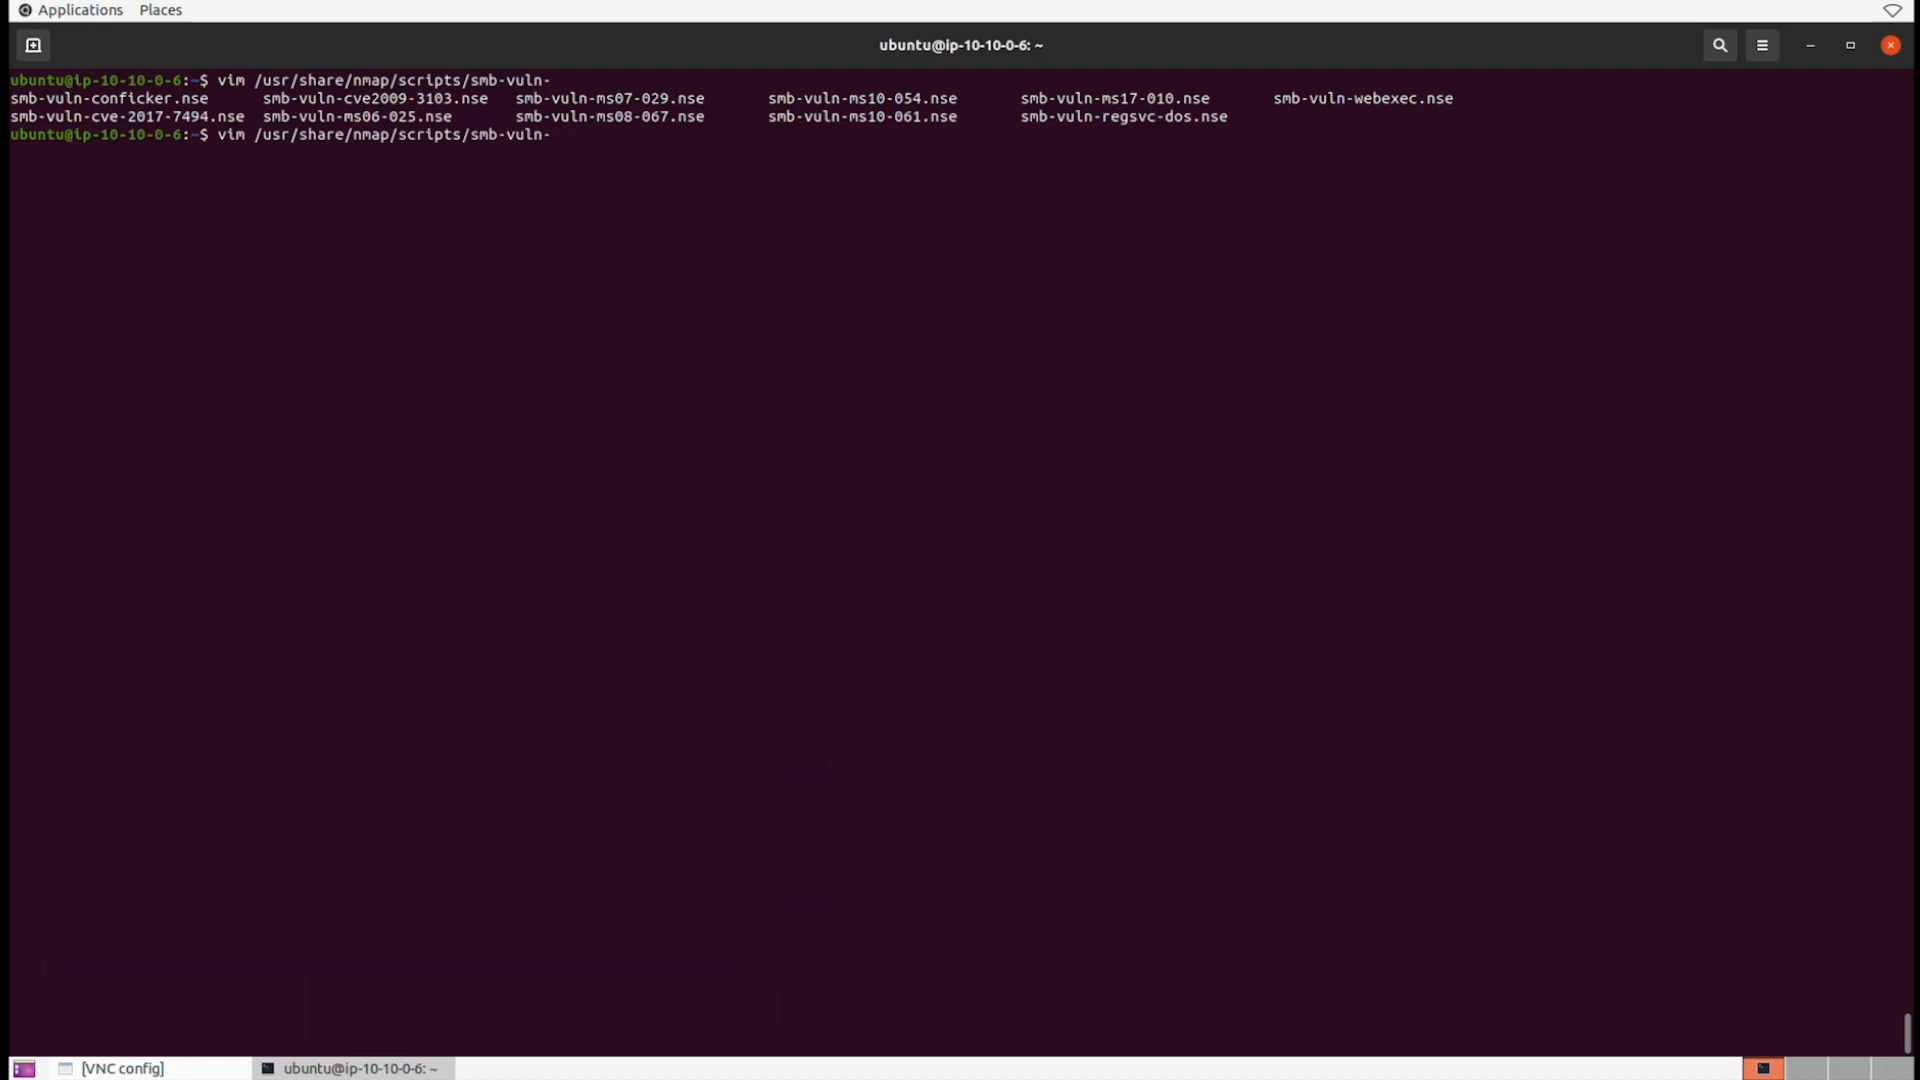 Applications Places
ubuntu@ip-10-10-0-6: ~
ubuntu@ip-10-10-0-6:~$ vim /usr/share/nmap/scripts/smb-vuln-
smb-vuln-conficker.nse smb-vuln-cve2009-3103.nse smb-vuln-ms07-029.nse smb-vuln-ms10-054.nse smb-vuln-ms17-010.nse smb-vuln-webexec.nse
smb-vuln-cve-2017-7494.nse smb-vuln-ms06-025.nse smb-vuln-ms08-067.nse smb-vuln-ms10-061.nse smb-vuln-regsvc-dos.nse
ubuntu@ip-10-10-0-6:~$ vim /usr/share/nmap/scripts/smb-vuln-
[VNC config] ubuntu@ip-10-10-0-6: ~